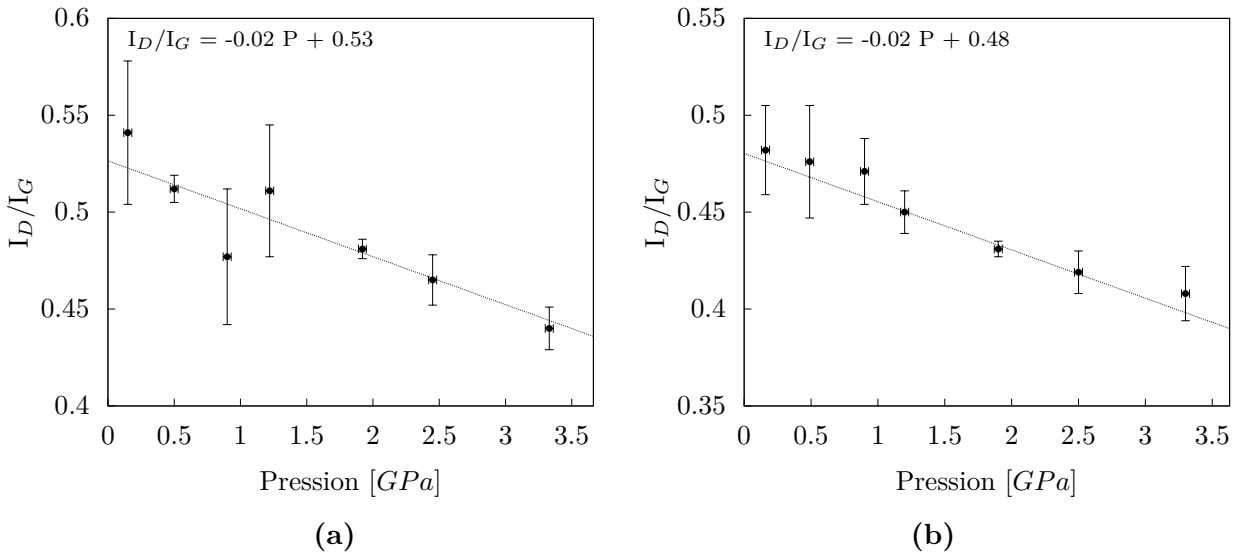 I_D/I_G = -0.02 P + 0.53
0.6
0.55
0.5
0.45
0.4
I_D/I_G
0 0.5 1 1.5 2 2.5 3 3.5
Pression [GPa]
(a)
I_D/I_G = -0.02 P + 0.48
0.55
0.5
0.45
0.4
0.35
I_D/I_G
0 0.5 1 1.5 2 2.5 3 3.5
Pression [GPa]
(b)